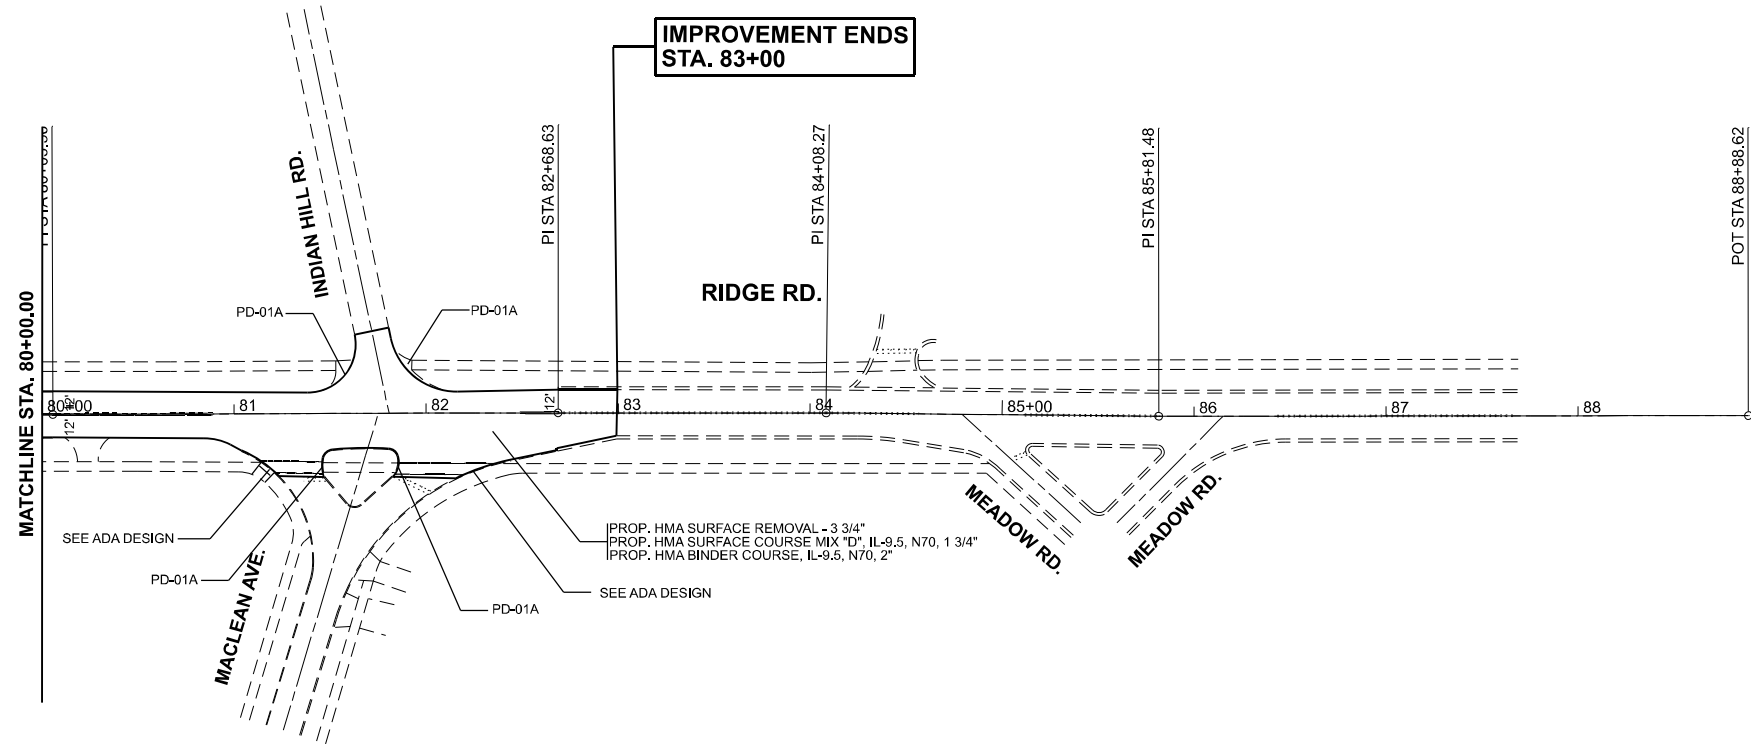 IMPROVEMENT ENDS
STA. 83+00
PI STA 82+68.63
PI STA 84+08.27
PI STA 85+81.48
POT STA 88+88.62
INDIAN HILL RD.
RIDGE RD.
PD-01A
PD-01A
MATCHLINE STA. 80+00.00
80+00
81
82
83
84
85+00
86
87
88
12'
12'
12'
SEE ADA DESIGN
PD-01A
MACLEAN AVE.
PROP. HMA SURFACE REMOVAL - 3 3/4"
PROP. HMA SURFACE COURSE MIX "D", IL-9.5, N70, 1 3/4"
PROP. HMA BINDER COURSE, IL-9.5, N70, 2"
SEE ADA DESIGN
PD-01A
MEADOW RD.
MEADOW RD.